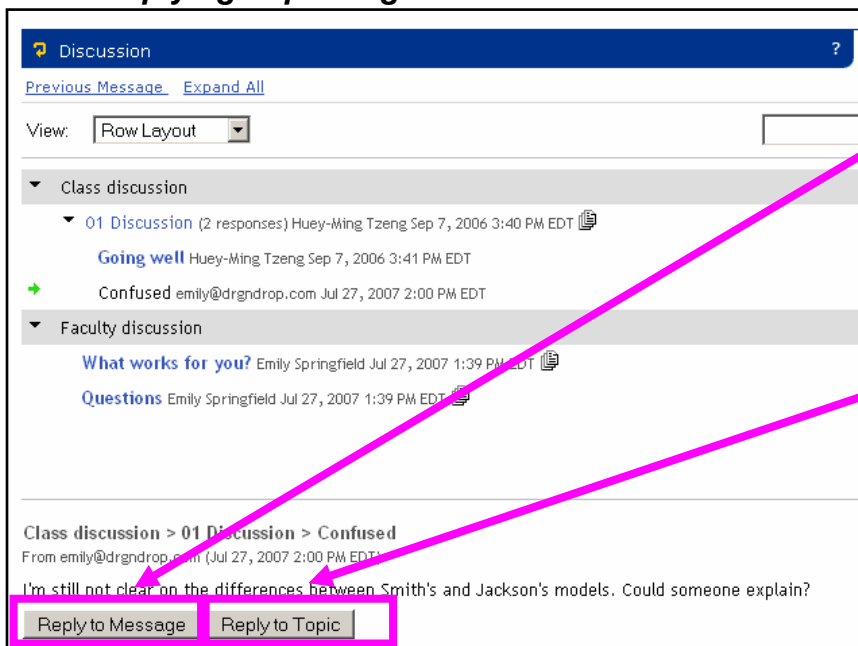 Discussion ?
Previous Message Expand All
View: Row Layout
Class discussion
01 Discussion (2 responses) Huey-Ming Tzeng Sep 7, 2006 3:40 PM EDT
Going well Huey-Ming Tzeng Sep 7, 2006 3:41 PM EDT
Confused emily@drgndrop.com Jul 27, 2007 2:00 PM EDT
Faculty discussion
What works for you? Emily Springfield Jul 27, 2007 1:39 PM EDT
Questions Emily Springfield Jul 27, 2007 1:39 PM EDT
Class discussion > 01 Discussion > Confused
From emily@drgndrop.com (Jul 27, 2007 2:00 PM EDT)
I'm still not clear on the differences between Smith's and Jackson's models. Could someone explain?
Reply to Message Reply to Topic